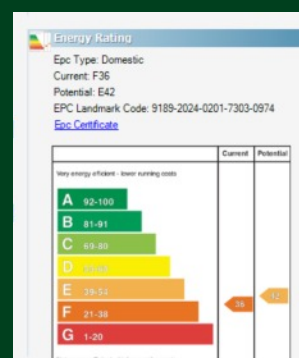 Energy Rating
Epc Type: Domestic
Current: F36
Potential: E42
EPC Landmark Code: 9189-2024-0201-7303-0974
Epc Certificate
Current Potential
Very energy efficient - lower running costs
A 92-100
B 81-91
C 69-80
D
E 39-54
F 21-38
G 1-20
36
42